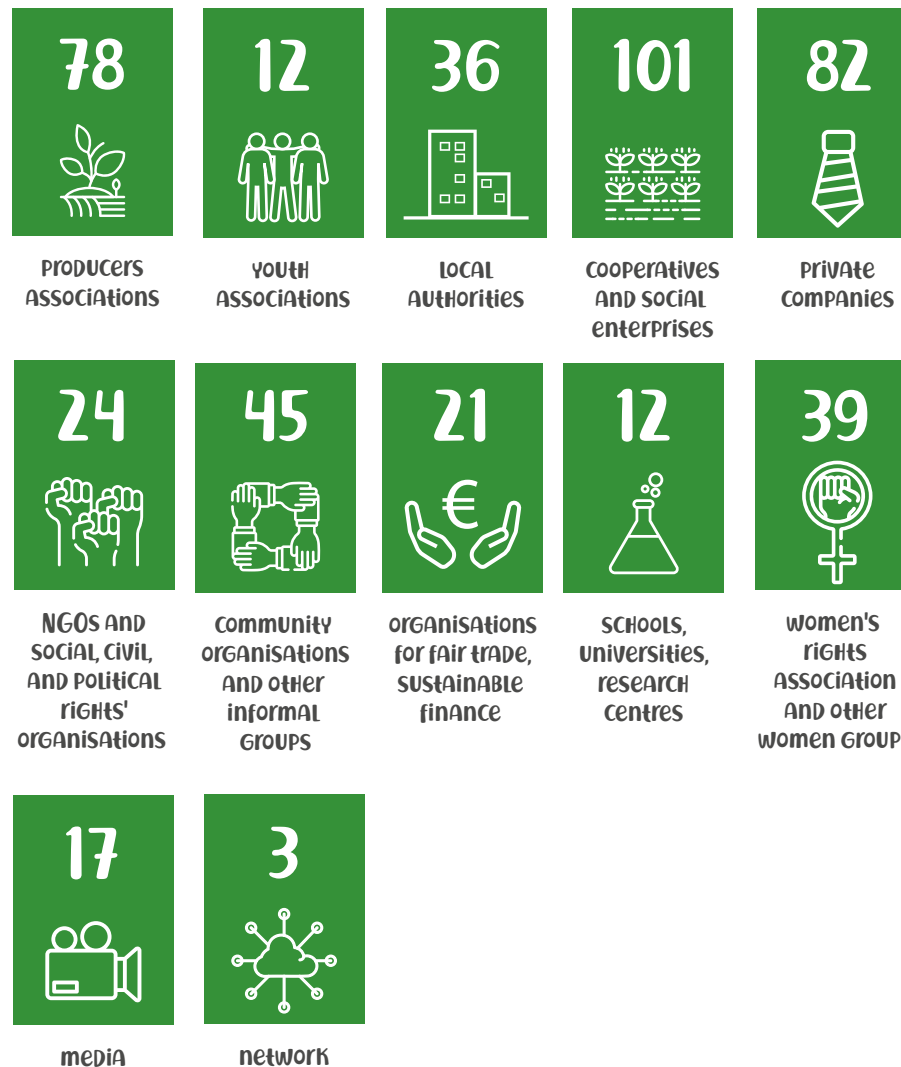 78
Producers
Associations
12
Youth
Associations
36
Local
Authorities
101
Cooperatives
and social
enterprises
82
Private
Companies
24
NGOs and
social, civil,
and political
rights'
organisations
45
Community
organisations
and other
informal
groups
21
organisations
for fair trade,
sustainable
finance
12
Schools,
universities,
research
centres
39
Women's
rights
association
and other
women group
17
media
3
network